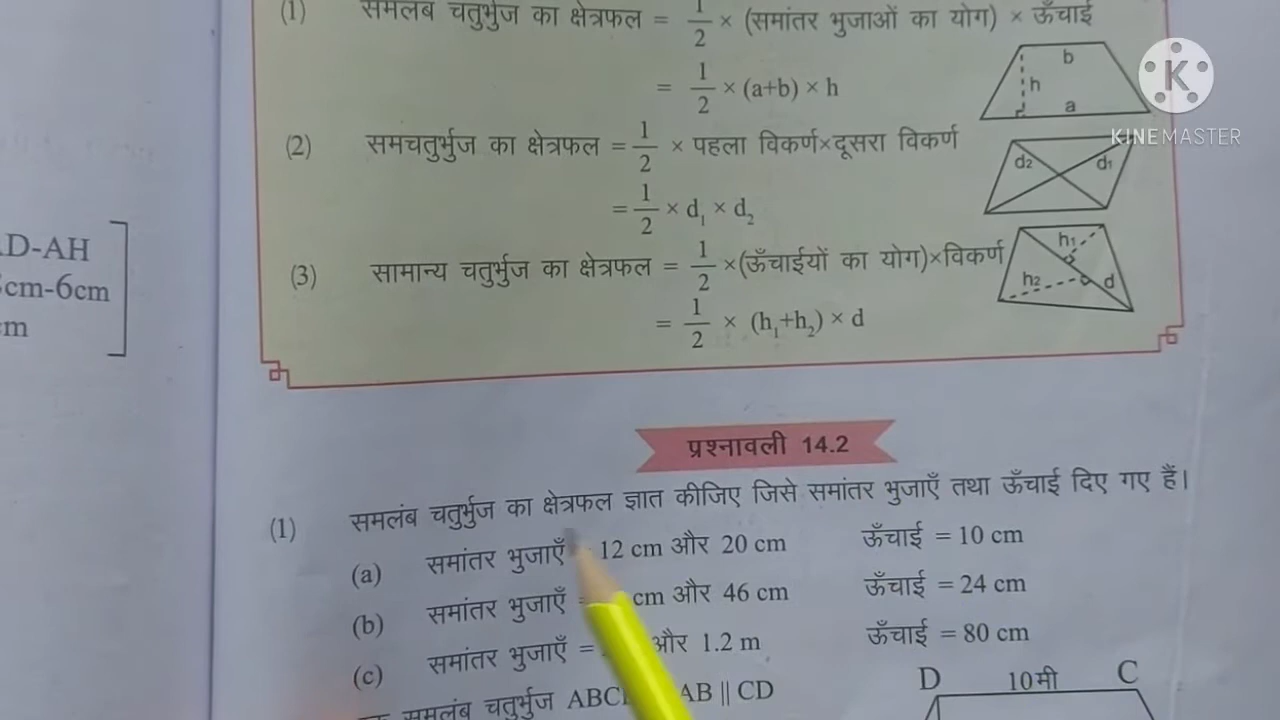 (1) समलंब चतुर्भुज का क्षेत्रफल = 1/2 × (समांतर भुजाओं का योग) × ऊँचाई
= 1/2 × (a+b) × h
b
h
a
KINEMASTER
(2) समचतुर्भुज का क्षेत्रफल = 1/2 × पहला विकर्ण×दूसरा विकर्ण
= 1/2 × d₁ × d₂
d2 d1
D-AH
cm-6cm
m
(3) सामान्य चतुर्भुज का क्षेत्रफल = 1/2 ×(ऊँचाईयों का योग)×विकर्ण
= 1/2 × (h₁+h₂) × d
h1
h2 d
प्रश्नावली 14.2
(1) समलंब चतुर्भुज का क्षेत्रफल ज्ञात कीजिए जिसे समांतर भुजाएँ तथा ऊँचाई दिए गए हैं।
(a) समांतर भुजाएँ 12 cm और 20 cm ऊँचाई = 10 cm
(b) समांतर भुजाएँ = cm और 46 cm ऊँचाई = 24 cm
(c) समांतर भुजाएँ = और 1.2 m ऊँचाई = 80 cm
समलंब चतुर्भुज AB || CD
D 10मी C